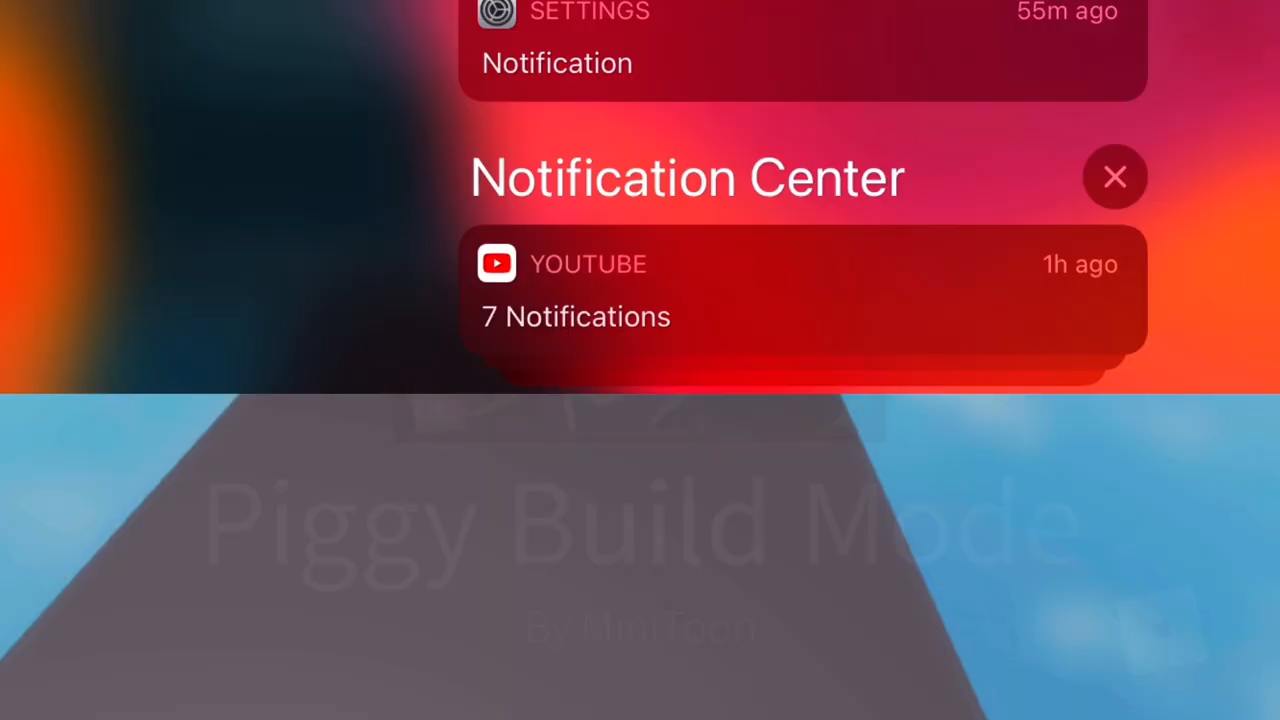 SETTINGS
55m ago
Notification
Notification Center
YOUTUBE
1h ago
7 Notifications
Piggy Build Mode
By MiniToon